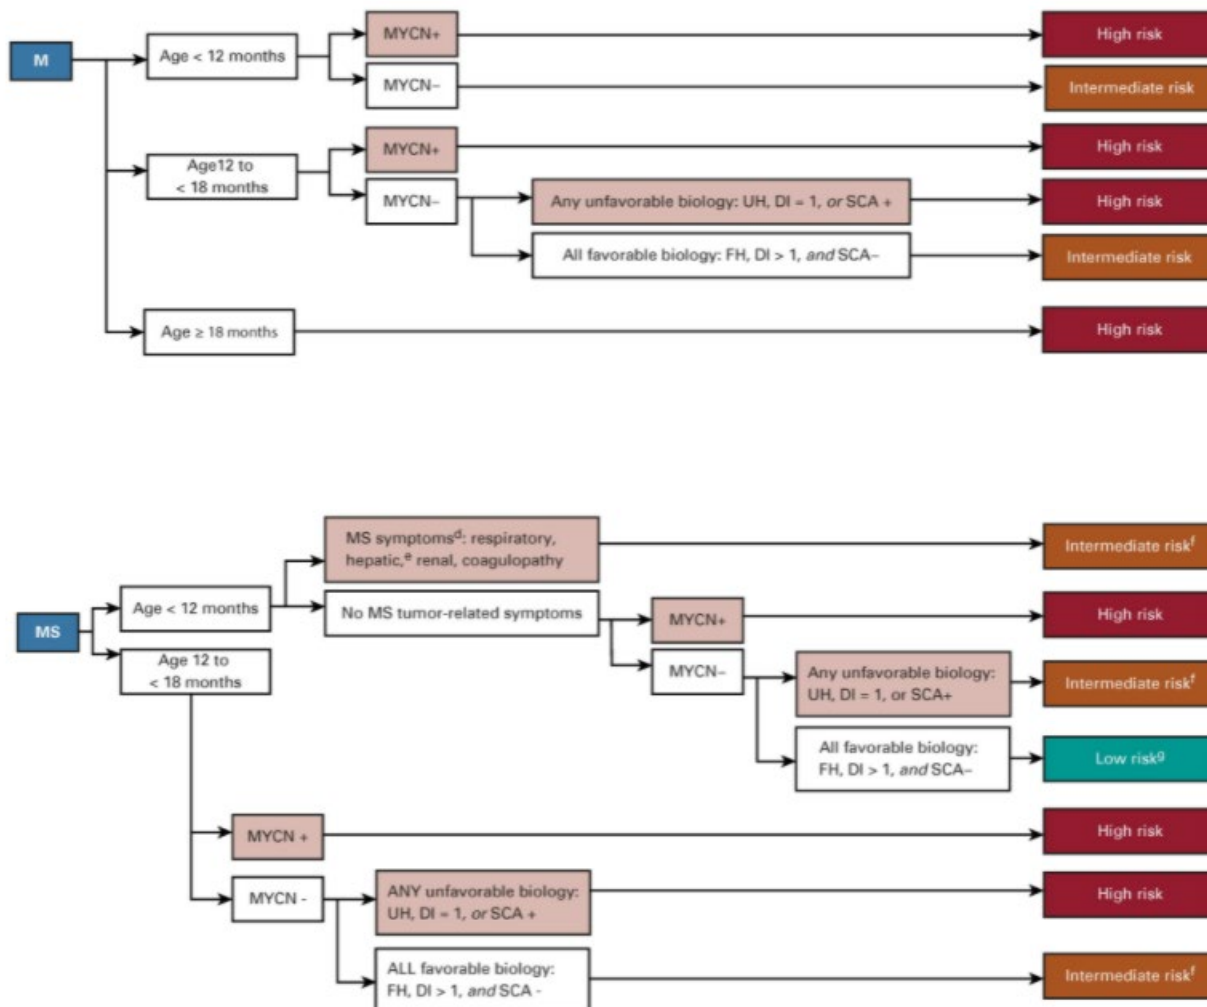 M
Age < 12 months
MYCN+
High risk
MYCN–
Intermediate risk
Age12 to
< 18 months
MYCN+
High risk
MYCN–
Any unfavorable biology: UH, DI = 1, or SCA +
High risk
All favorable biology: FH, DI > 1, and SCA–
Intermediate risk
Age ≥ 18 months
High risk
MS
Age < 12 months
MS symptomsᵈ: respiratory,
hepatic,ᵉ renal, coagulopathy
Intermediate riskᶠ
No MS tumor-related symptoms
MYCN+
High risk
MYCN–
Any unfavorable biology:
UH, DI = 1, or SCA+
Intermediate riskᶠ
All favorable biology:
FH, DI > 1, and SCA–
Low riskᵍ
Age 12 to
< 18 months
MYCN +
High risk
MYCN -
ANY unfavorable biology:
UH, DI = 1, or SCA +
High risk
ALL favorable biology:
FH, DI > 1, and SCA -
Intermediate riskᶠ